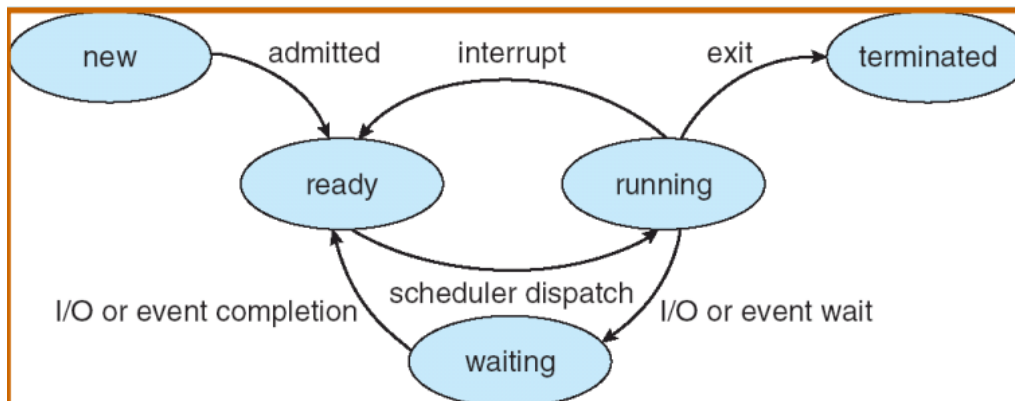 new
admitted
interrupt
exit
terminated
ready
running
I/O or event completion
scheduler dispatch
I/O or event wait
waiting